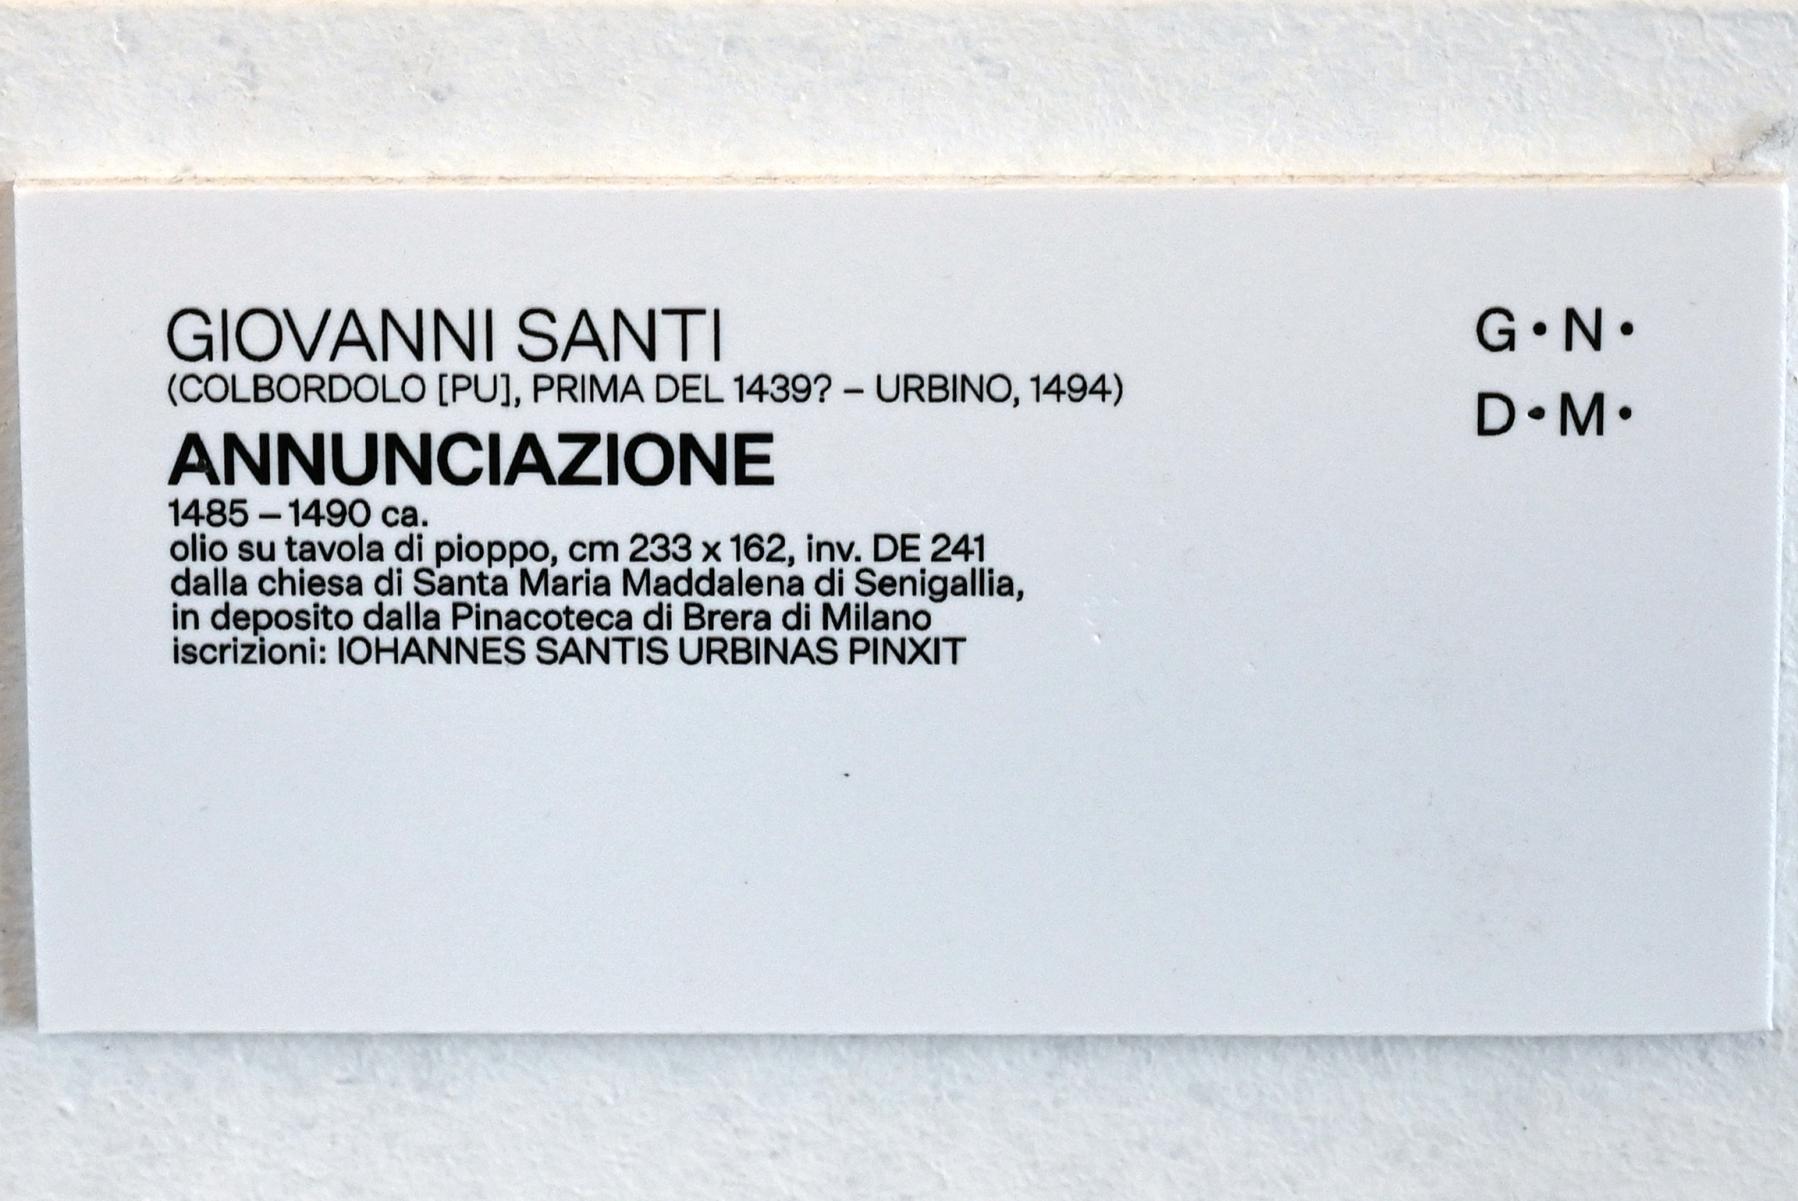 GIOVANNI SANTI
(COLBORDOLO [PU], PRIMA DEL 1439? – URBINO, 1494)
ANNUNCIAZIONE
1485 – 1490 ca.
olio su tavola di pioppo, cm 233 x 162, inv. DE 241
dalla chiesa di Santa Maria Maddalena di Senigallia,
in deposito dalla Pinacoteca di Brera di Milano
iscrizioni: IOHANNES SANTIS URBINAS PINXIT
G•N•
D•M•